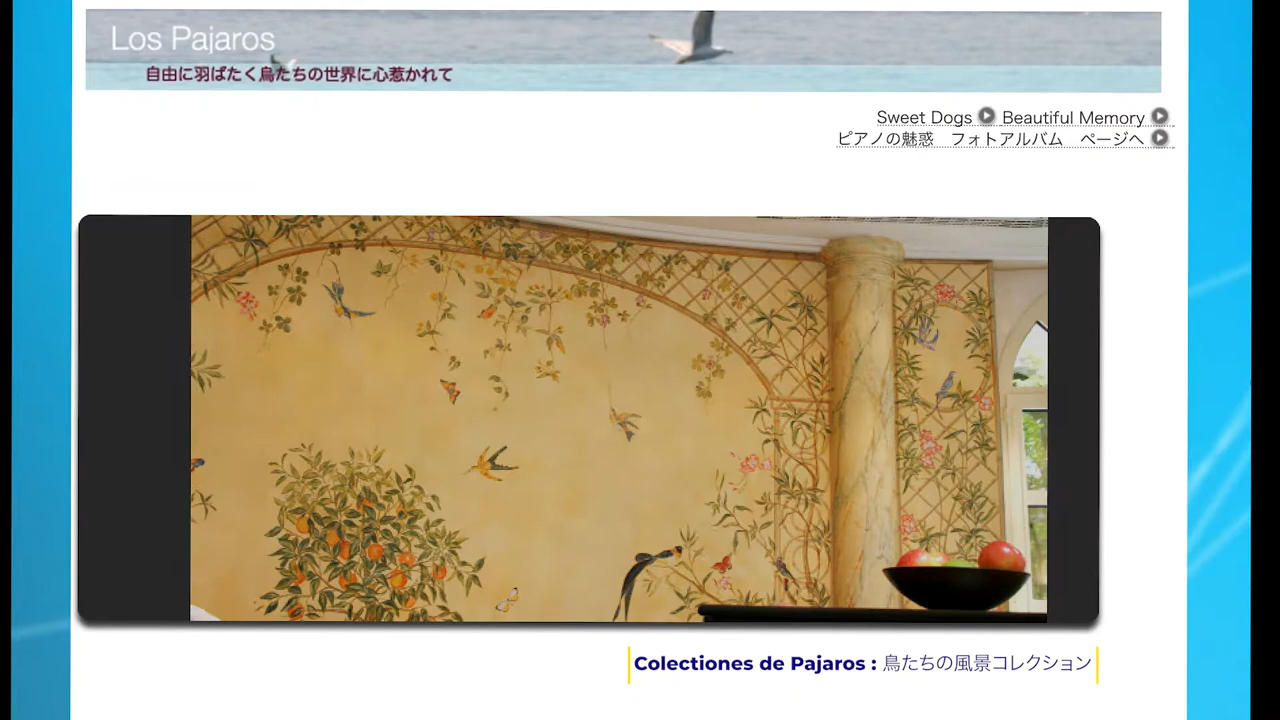 Los Pajaros
自由に羽ばたく鳥たちの世界に心惹かれて
Sweet Dogs Beautiful Memory
ピアノの魅惑 フォトアルバム ページへ
Colectiones de Pajaros : 鳥たちの風景コレクション